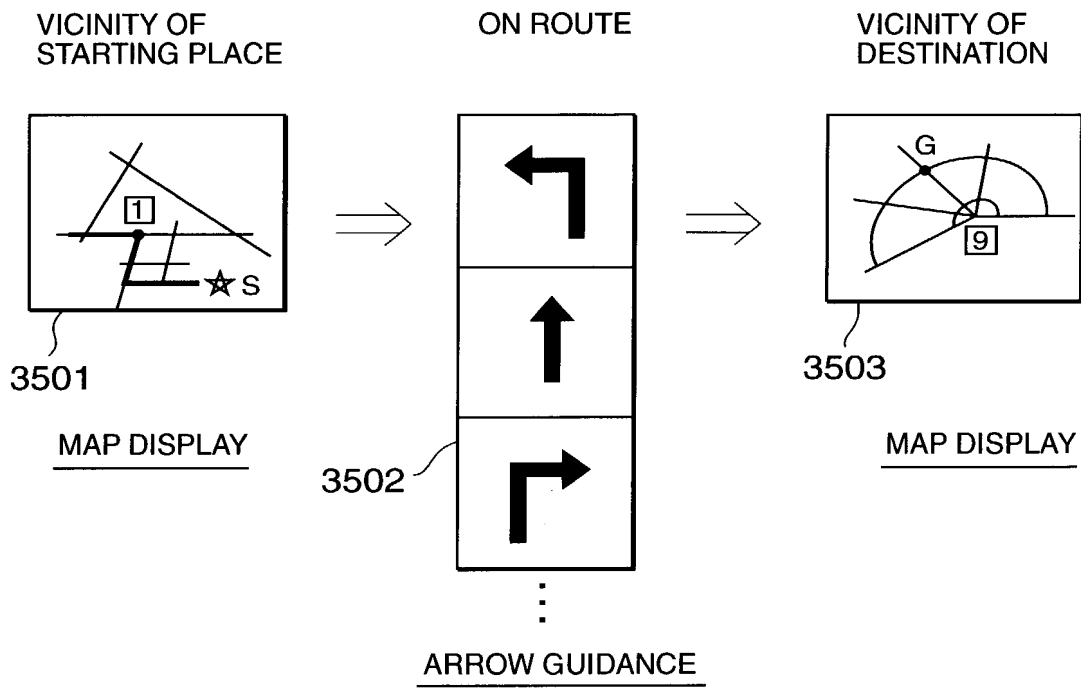 VICINITY OF
STARTING PLACE
ON ROUTE
VICINITY OF
DESTINATION
1
S
G
9
3501
3502
3503
MAP DISPLAY
MAP DISPLAY
ARROW GUIDANCE